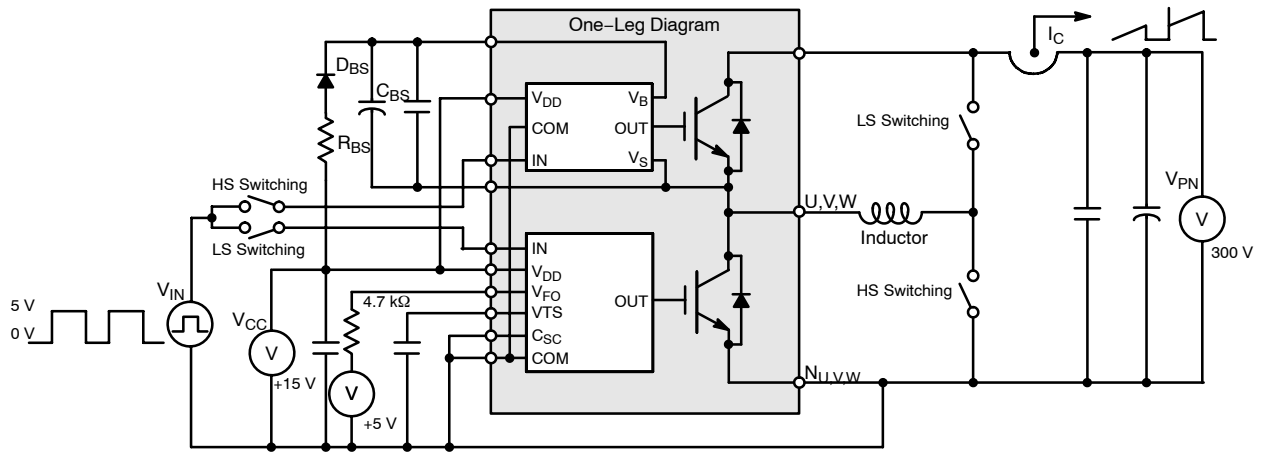 One−Leg Diagram
I_C
D_BS
C_BS
R_BS
V_DD
COM
IN
V_B
OUT
V_S
LS Switching
HS Switching
LS Switching
V_PN
V
300 V
U,V,W
Inductor
HS Switching
IN
V_DD
V_FO
VTS
C_SC
COM
OUT
4.7 kΩ
V_IN
5 V
0 V
V_CC
V
+15 V
V
+5 V
N_U,V,W